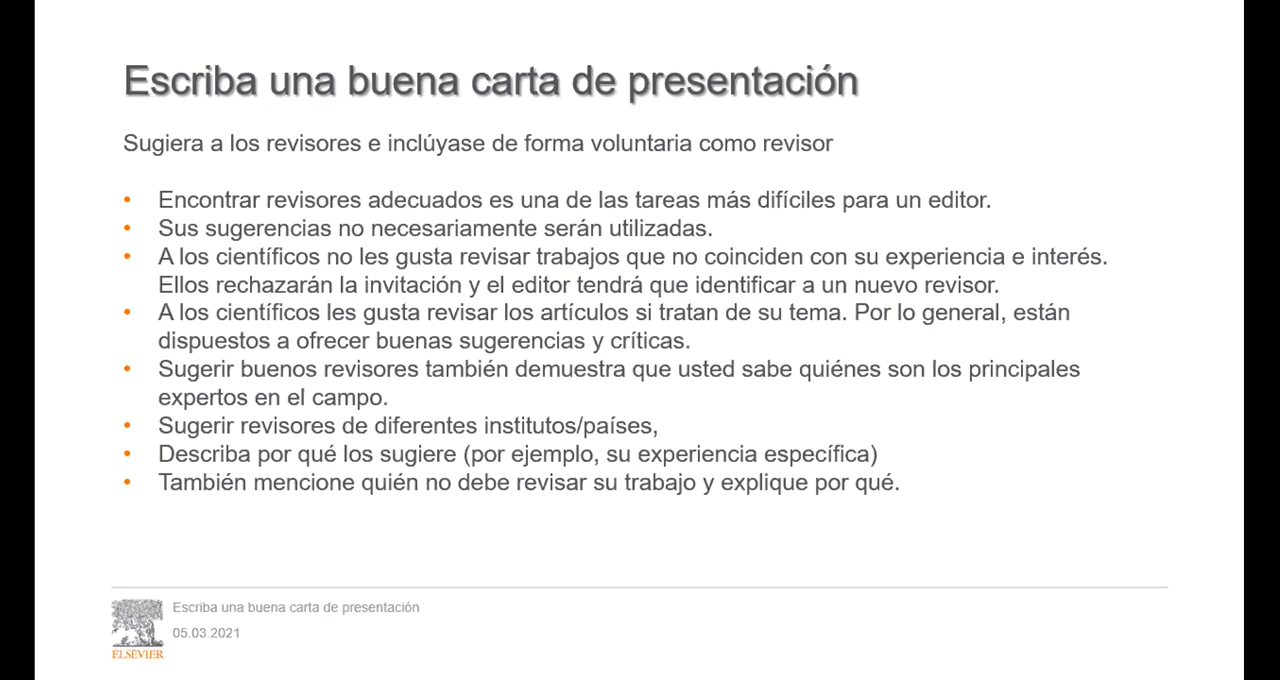 Escriba una buena carta de presentación
Sugiera a los revisores e inclúyase de forma voluntaria como revisor
• Encontrar revisores adecuados es una de las tareas más difíciles para un editor.
• Sus sugerencias no necesariamente serán utilizadas.
• A los científicos no les gusta revisar trabajos que no coinciden con su experiencia e interés.
Ellos rechazarán la invitación y el editor tendrá que identificar a un nuevo revisor.
• A los científicos les gusta revisar los artículos si tratan de su tema. Por lo general, están
dispuestos a ofrecer buenas sugerencias y críticas.
• Sugerir buenos revisores también demuestra que usted sabe quiénes son los principales
expertos en el campo.
• Sugerir revisores de diferentes institutos/países,
• Describa por qué los sugiere (por ejemplo, su experiencia específica)
• También mencione quién no debe revisar su trabajo y explique por qué.
Escriba una buena carta de presentación
05.03.2021
ELSEVIER